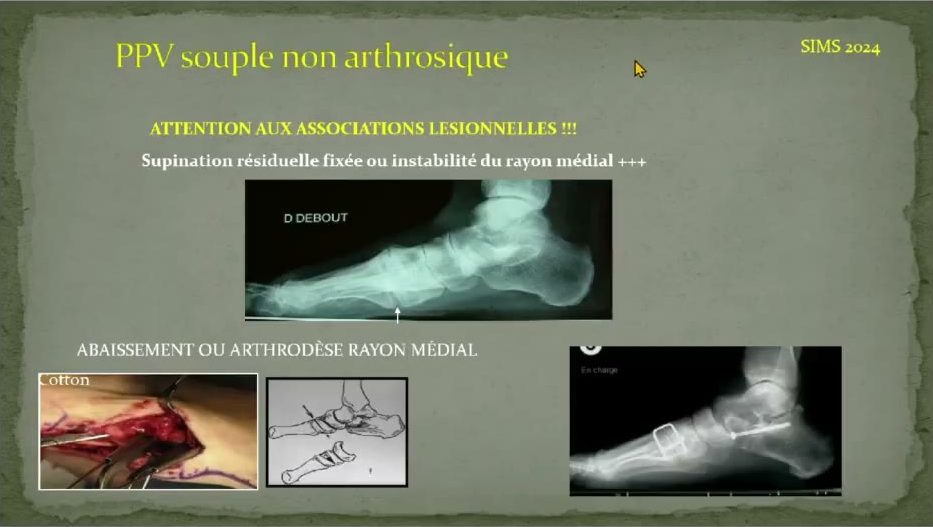 PPV souple non arthrosique
SIMS 2024
ATTENTION AUX ASSOCIATIONS LESIONNELLES !!!
Supination résiduelle fixée ou instabilité du rayon médial +++
D DEBOUT
ABAISSEMENT OU ARTHRODÈSE RAYON MÉDIAL
Cotton
En charge